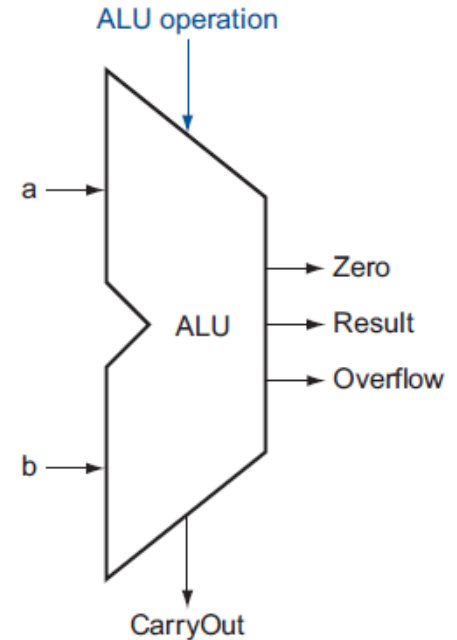 ALU operation
a
Zero
ALU
Result
Overflow
b
CarryOut